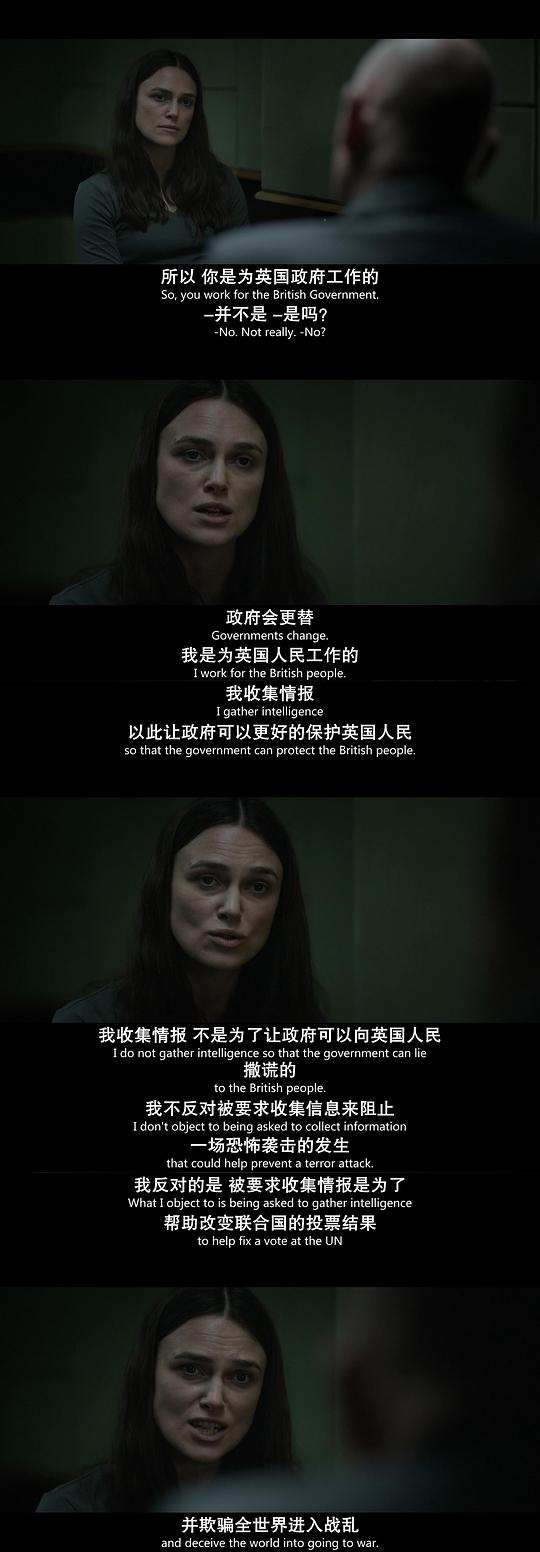 所以 你是为英国政府工作的
So, you work for the British Government.
–并不是 –是吗?
-No. Not really. -No?
政府会更替
Governments change.
我是为英国人民工作的
I work for the British people.
我收集情报
I gather intelligence
以此让政府可以更好的保护英国人民
so that the government can protect the British people.
我收集情报 不是为了让政府可以向英国人民
I do not gather intelligence so that the government can lie
撒谎的
to the British people.
我不反对被要求收集信息来阻止
I don't object to being asked to collect information
一场恐怖袭击的发生
that could help prevent a terror attack.
我反对的是 被要求收集情报是为了
What I object to is being asked to gather intelligence
帮助改变联合国的投票结果
to help fix a vote at the UN
并欺骗全世界进入战乱
and deceive the world into going to war.